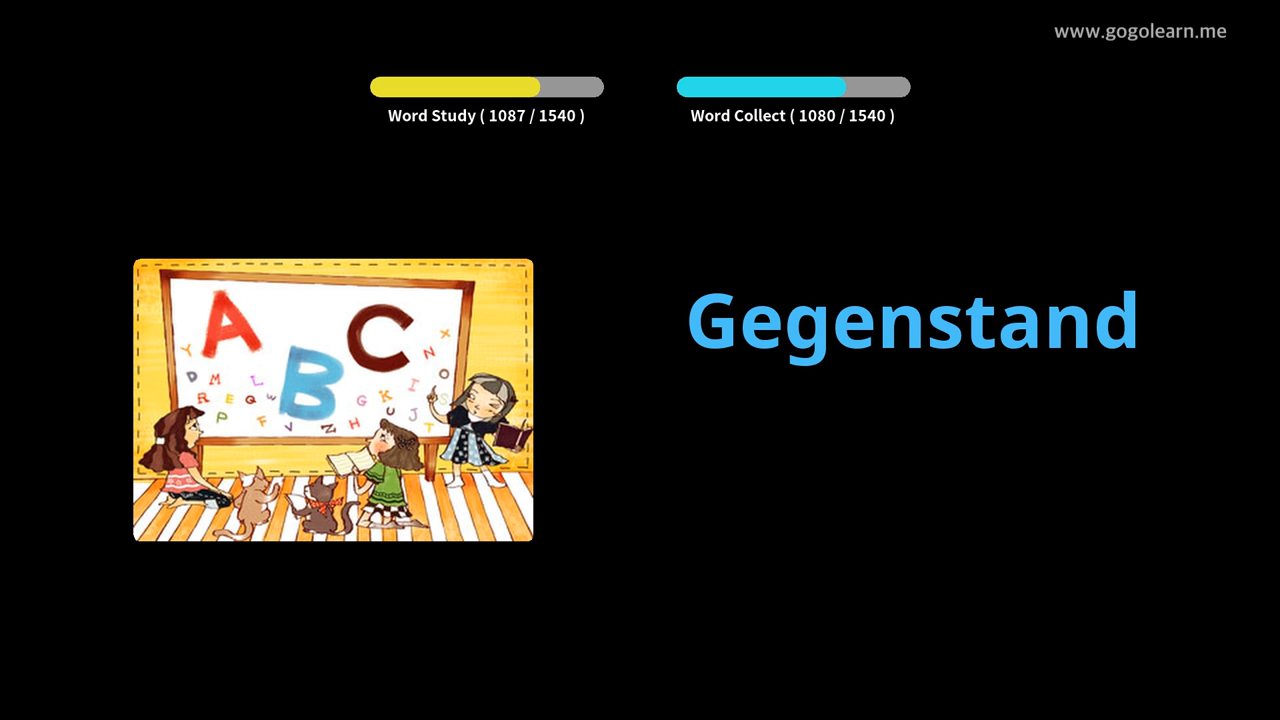 www.gogolearn.me
Word Study ( 1087 / 1540 )
Word Collect ( 1080 / 1540 )
Gegenstand
A
C
B
Y
X
N
D M L
O
R E Q W
G K I
S
P
F V Z H U J T